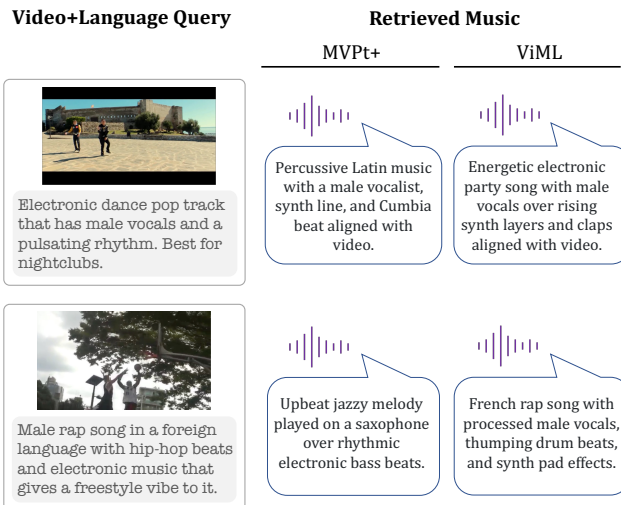 Video+Language Query
Retrieved Music
MVPt+
ViML
Electronic dance pop track
that has male vocals and a
pulsating rhythm. Best for
nightclubs.
Percussive Latin music
with a male vocalist,
synth line, and Cumbia
beat aligned with
video.
Energetic electronic
party song with male
vocals over rising
synth layers and claps
aligned with video.
Male rap song in a foreign
language with hip-hop beats
and electronic music that
gives a freestyle vibe to it.
Upbeat jazzy melody
played on a saxophone
over rhythmic
electronic bass beats.
French rap song with
processed male vocals,
thumping drum beats,
and synth pad effects.